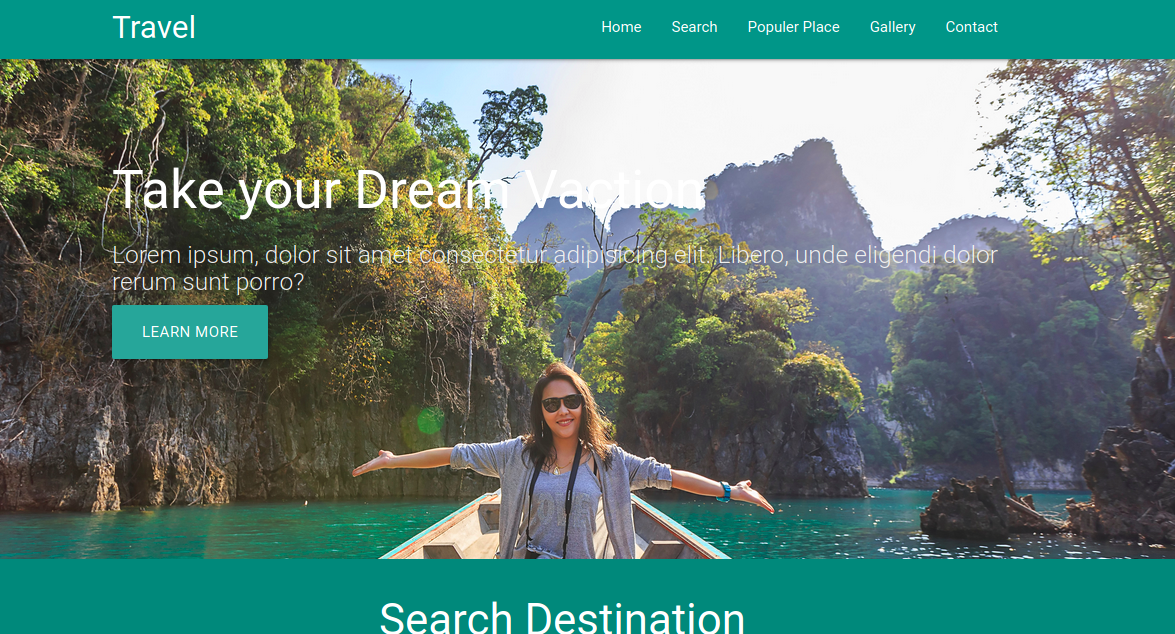 Travel
Home Search Populer Place Gallery Contact
Take your Dream Vaction
Lorem ipsum, dolor sit amet consectetur adipisicing elit. Libero, unde eligendi dolor
rerum sunt porro?
LEARN MORE
Search Destination